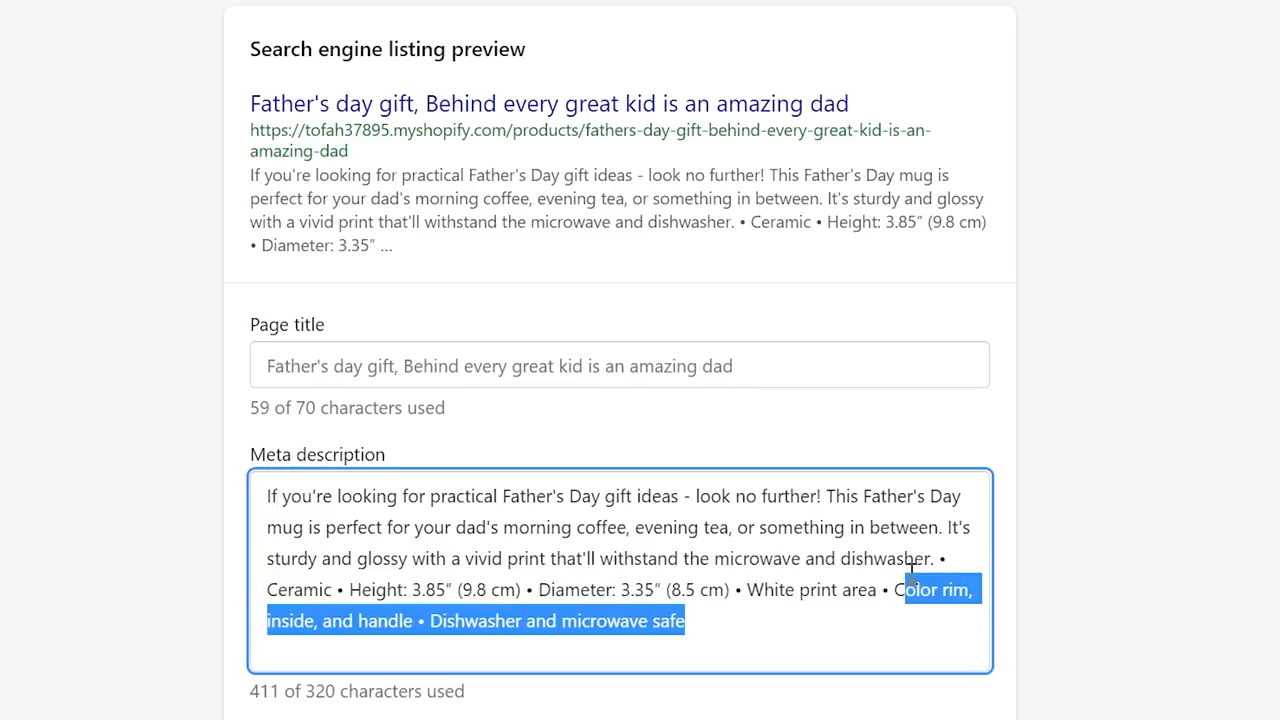 Search engine listing preview
Father's day gift, Behind every great kid is an amazing dad
https://tofah37895.myshopify.com/products/fathers-day-gift-behind-every-great-kid-is-an-
amazing-dad
If you're looking for practical Father's Day gift ideas - look no further! This Father's Day mug is
perfect for your dad's morning coffee, evening tea, or something in between. It's sturdy and glossy
with a vivid print that'll withstand the microwave and dishwasher. • Ceramic • Height: 3.85″ (9.8 cm)
• Diameter: 3.35″ ...
Page title
Father's day gift, Behind every great kid is an amazing dad
59 of 70 characters used
Meta description
If you're looking for practical Father's Day gift ideas - look no further! This Father's Day
mug is perfect for your dad's morning coffee, evening tea, or something in between. It's
sturdy and glossy with a vivid print that'll withstand the microwave and dishwasher. •
Ceramic • Height: 3.85″ (9.8 cm) • Diameter: 3.35″ (8.5 cm) • White print area • Color rim,
inside, and handle • Dishwasher and microwave safe
411 of 320 characters used